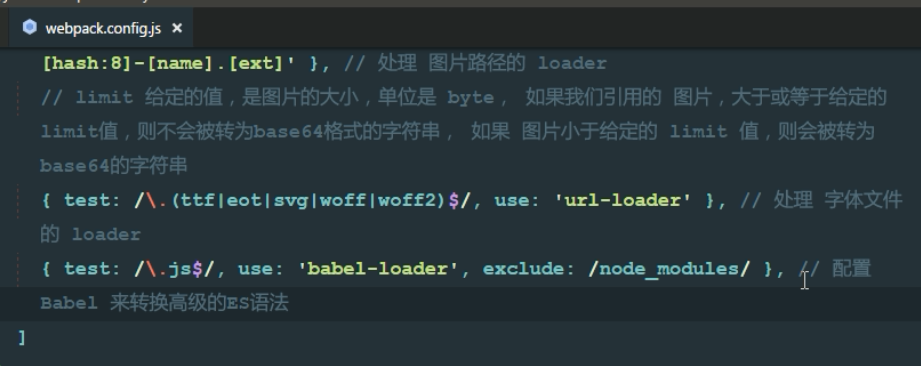 webpack.config.js ×
[hash:8]-[name].[ext]' }, // 处理 图片路径的 loader
// limit 给定的值，是图片的大小，单位是 byte， 如果我们引用的 图片，大于或等于给定的
limit值，则不会被转为base64格式的字符串， 如果 图片小于给定的 limit 值，则会被转为
base64的字符串
{ test: /\.(ttf|eot|svg|woff|woff2)$/, use: 'url-loader' }, // 处理 字体文件
的 loader
{ test: /\.js$/, use: 'babel-loader', exclude: /node_modules/ }, // 配置
Babel 来转换高级的ES语法
]